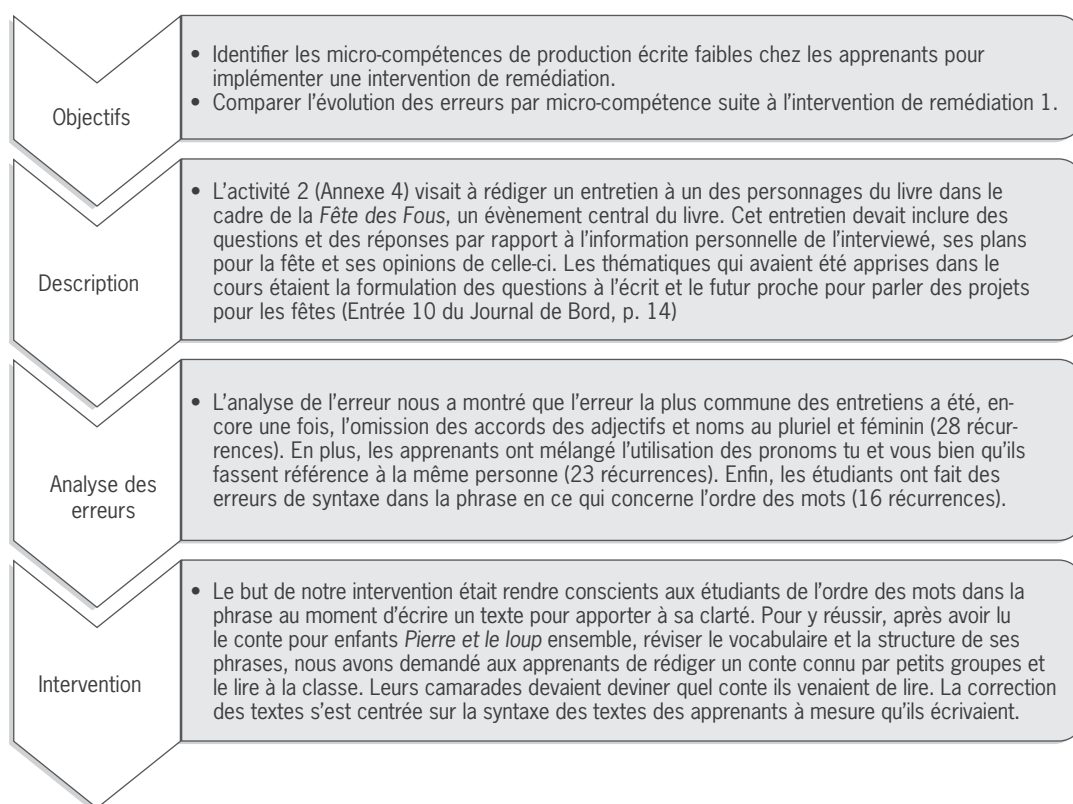 Objectifs
• Identifier les micro-compétences de production écrite faibles chez les apprenants pour
implémenter une intervention de remédiation.
• Comparer l'évolution des erreurs par micro-compétence suite à l'intervention de remédiation 1.
Description
• L'activité 2 (Annexe 4) visait à rédiger un entretien à un des personnages du livre dans le
cadre de la Fête des Fous, un évènement central du livre. Cet entretien devait inclure des
questions et des réponses par rapport à l'information personnelle de l'interviewé, ses plans
pour la fête et ses opinions de celle-ci. Les thématiques qui avaient été apprises dans le
cours étaient la formulation des questions à l'écrit et le futur proche pour parler des projets
pour les fêtes (Entrée 10 du Journal de Bord, p. 14)
Analyse des
erreurs
• L'analyse de l'erreur nous a montré que l'erreur la plus commune des entretiens a été, en-
core une fois, l'omission des accords des adjectifs et noms au pluriel et féminin (28 récur-
rences). En plus, les apprenants ont mélangé l'utilisation des pronoms tu et vous bien qu'ils
fassent référence à la même personne (23 récurrences). Enfin, les étudiants ont fait des
erreurs de syntaxe dans la phrase en ce qui concerne l'ordre des mots (16 récurrences).
Intervention
• Le but de notre intervention était rendre conscients aux étudiants de l'ordre des mots dans la
phrase au moment d'écrire un texte pour apporter à sa clarté. Pour y réussir, après avoir lu
le conte pour enfants Pierre et le loup ensemble, réviser le vocabulaire et la structure de ses
phrases, nous avons demandé aux apprenants de rédiger un conte connu par petits groupes et
le lire à la classe. Leurs camarades devaient deviner quel conte ils venaient de lire. La correction
des textes s'est centrée sur la syntaxe des textes des apprenants à mesure qu'ils écrivaient.